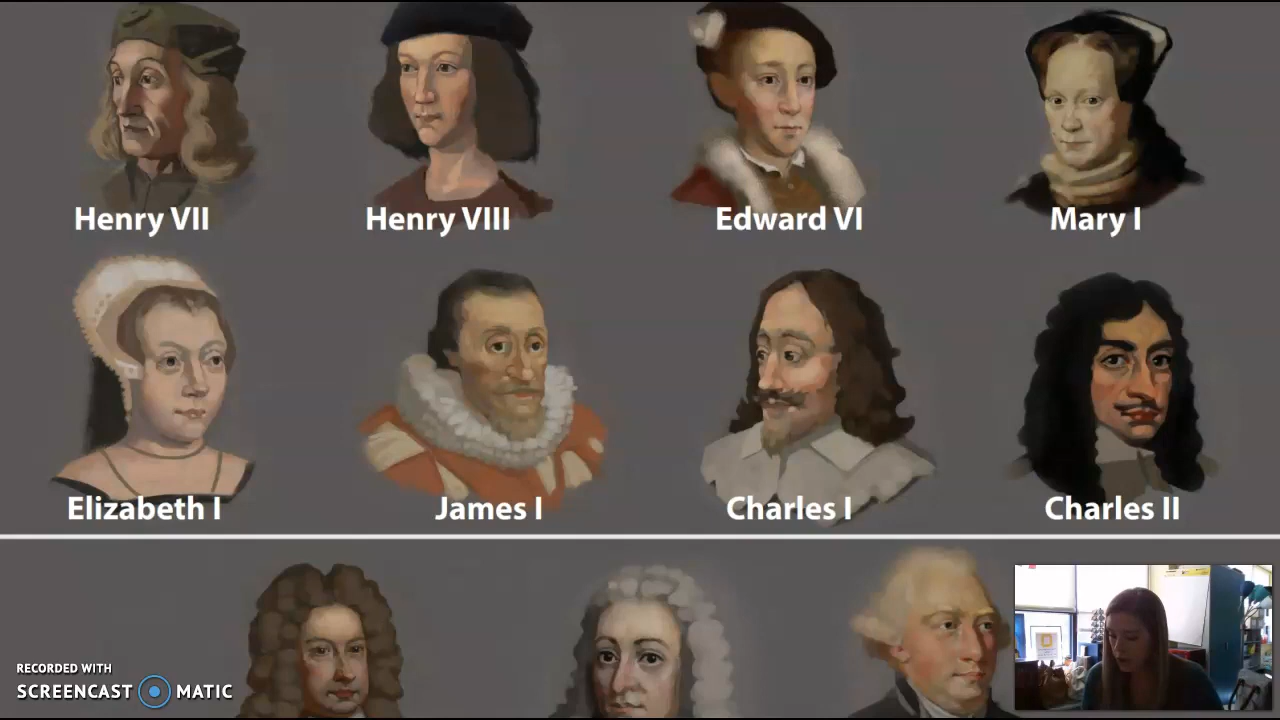 Henry VII
Henry VIII
Edward VI
Mary I
Elizabeth I
James I
Charles I
Charles II
RECORDED WITH
SCREENCAST MATIC